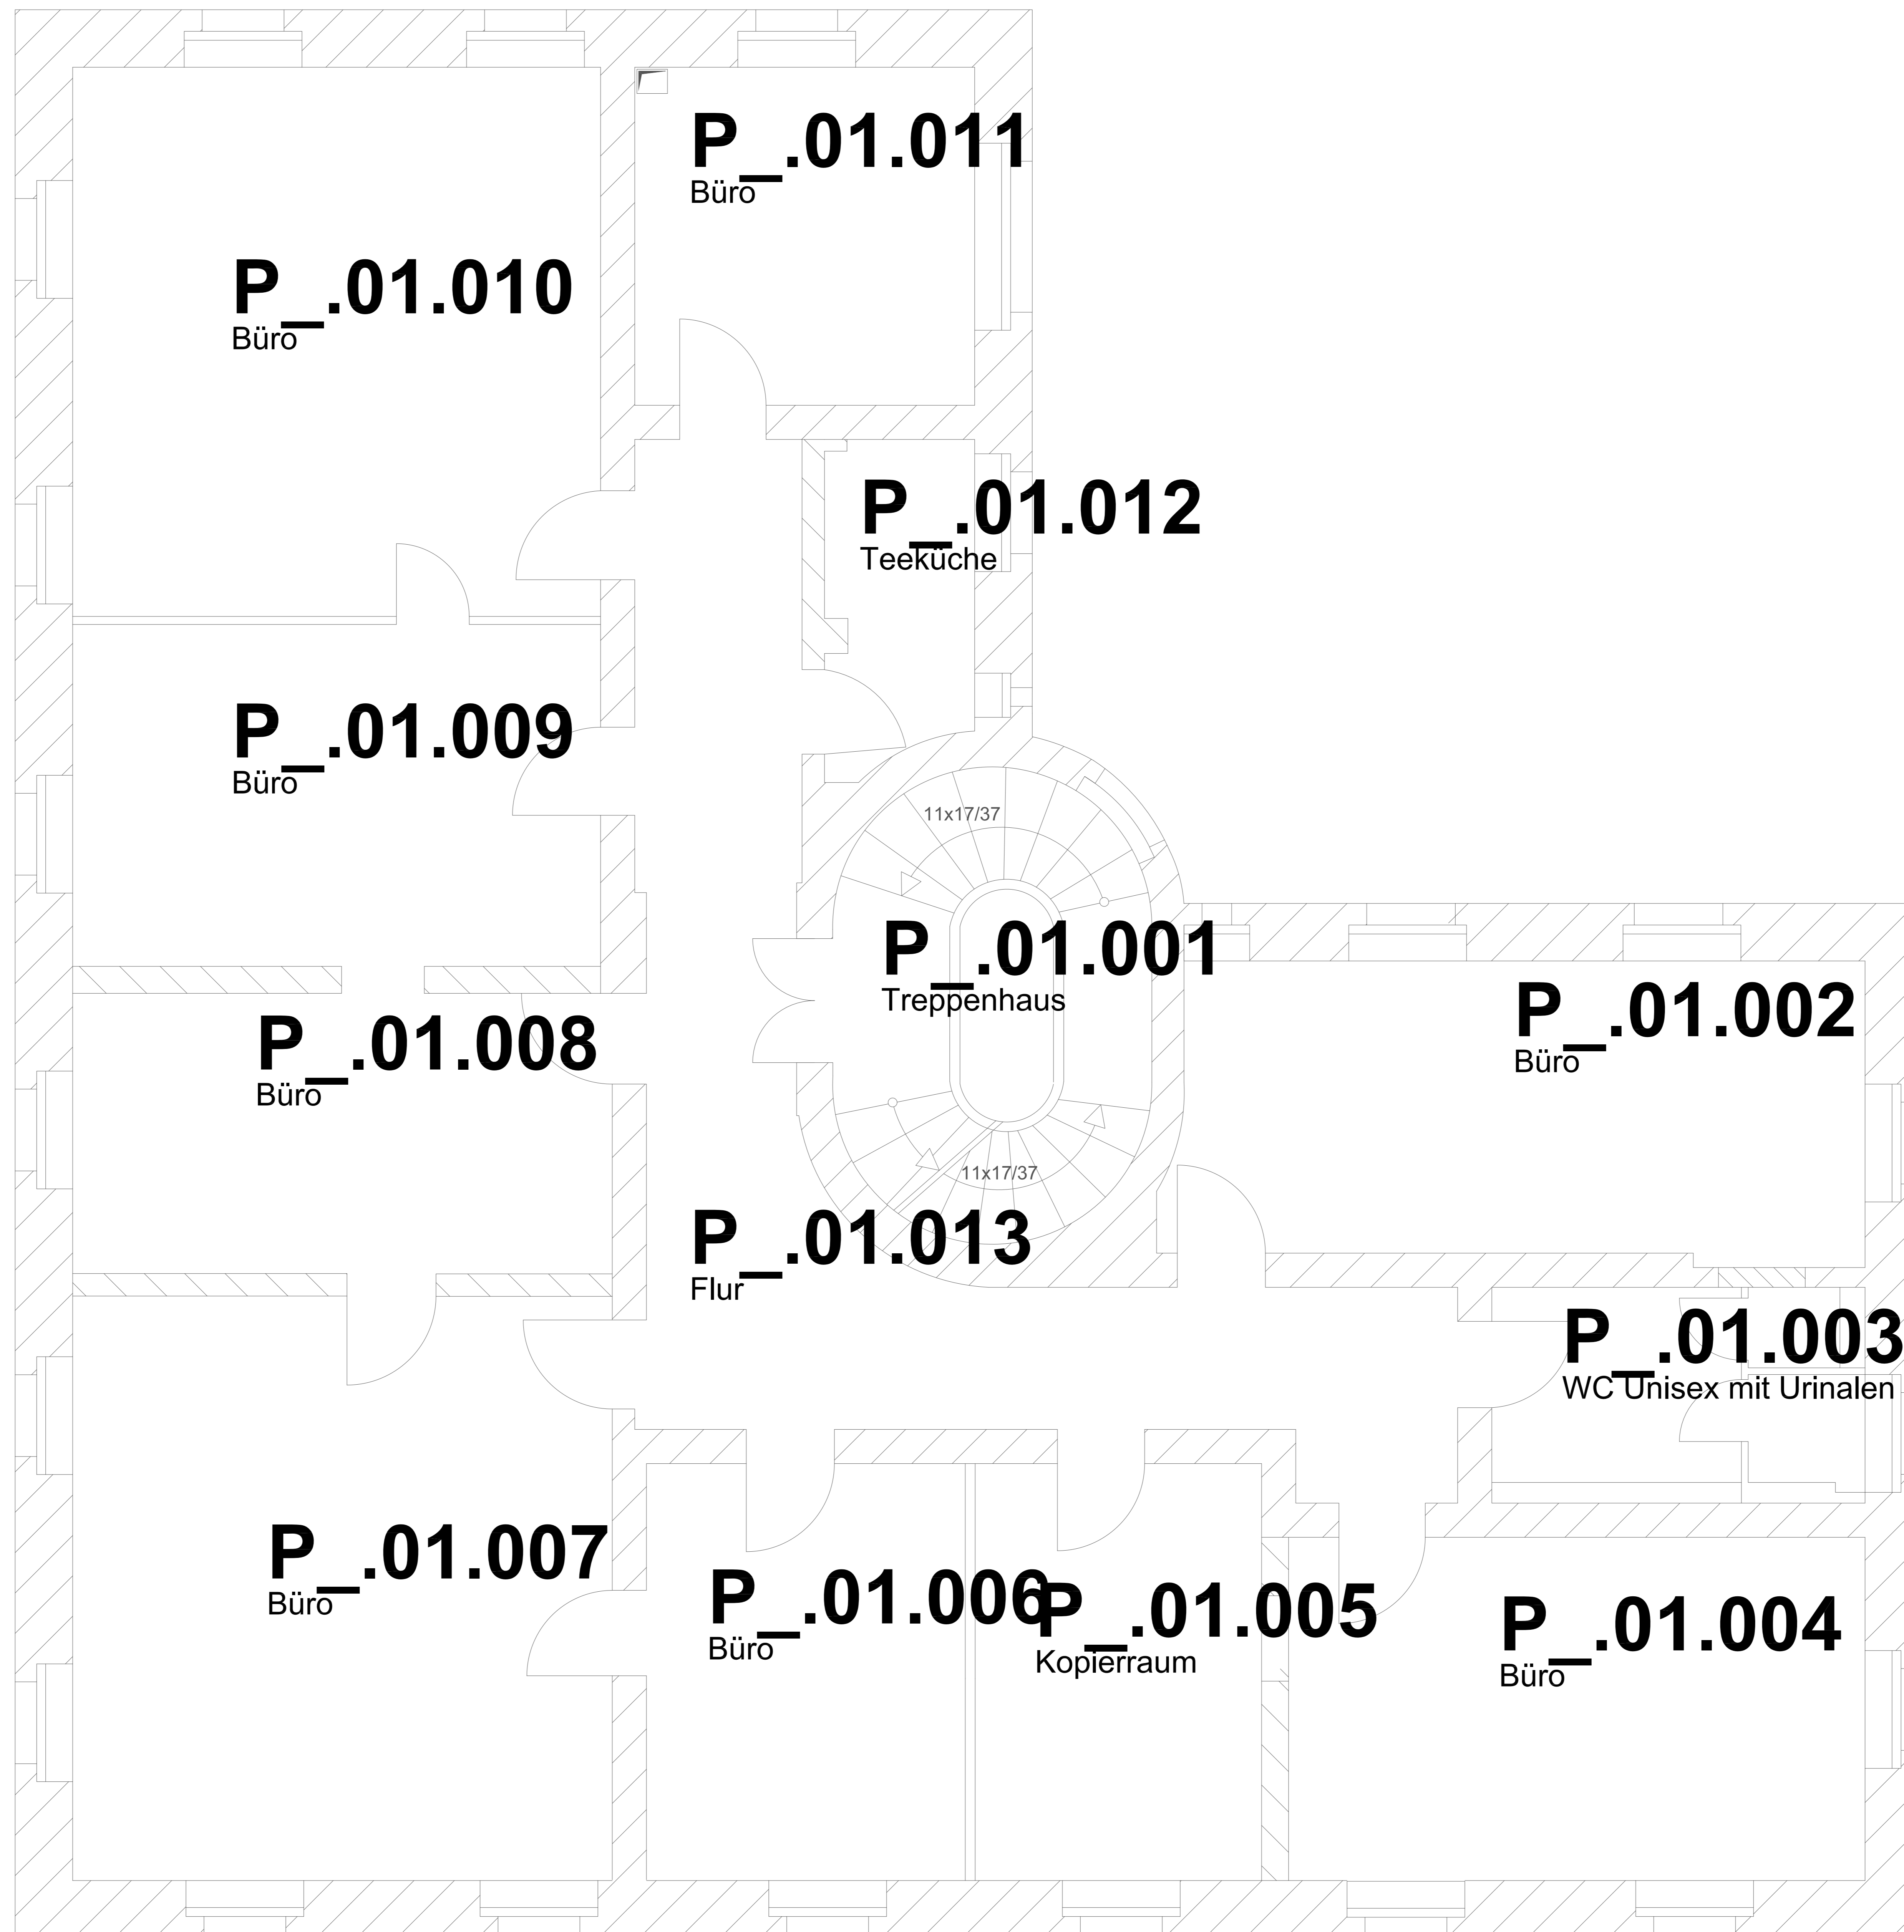 P_.01.011
Büro
P_.01.010
Büro
P_.01.012
Teeküche
P_.01.009
Büro
11x17/37
P_.01.001
Treppenhaus
P_.01.002
Büro
P_.01.008
Büro
11x17/37
P_.01.013
Flur
P_.01.003
WC Unisex mit Urinalen
P_.01.007
Büro
P_.01.006
Büro
P_.01.005
Kopierraum
P_.01.004
Büro